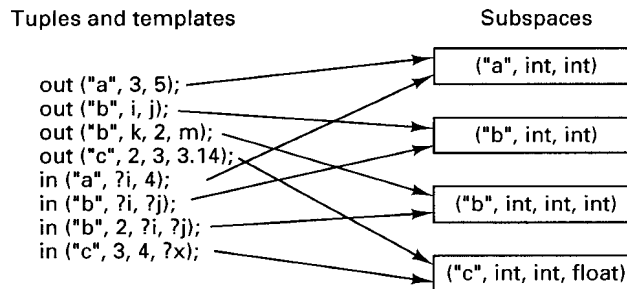 Tuples and templates
Subspaces
out ("a", 3, 5);
out ("b", i, j);
out ("b", k, 2, m);
out ("c", 2, 3, 3.14);
in ("a", ?i, 4);
in ("b", ?i, ?j);
in ("b", 2, ?i, ?j);
in ("c", 3, 4, ?x);
("a", int, int)
("b", int, int)
("b", int, int, int)
("c", int, int, float)